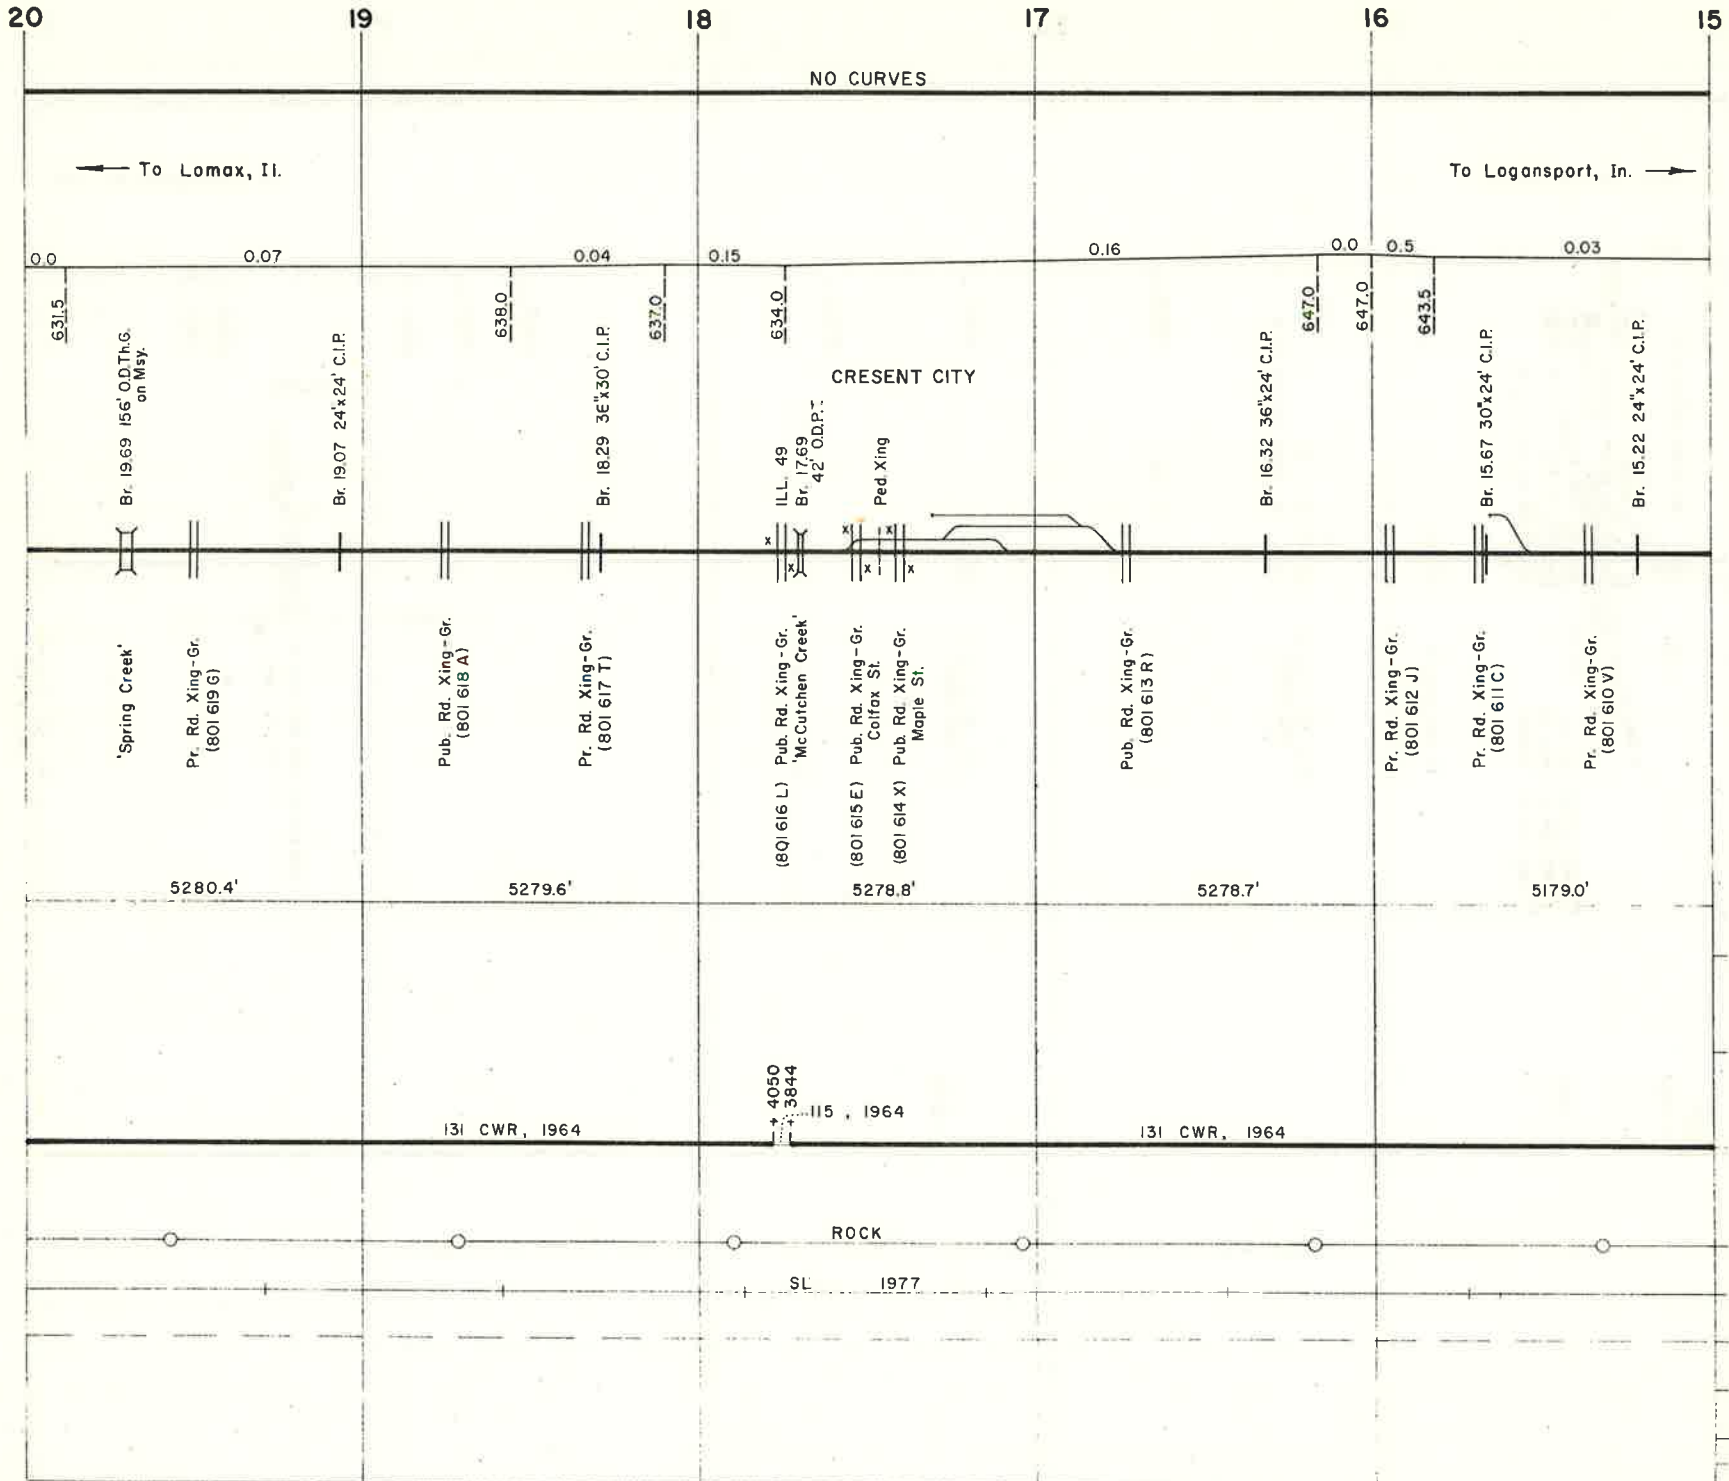 20 19 18 17 16 15
NO CURVES
To Lomax, Il.
To Logansport, In.
0.0 0.07 0.04 0.15 0.16 0.0 0.5 0.03
631.5
638.0
637.0
634.0
647.0
647.0
643.5
CRESENT CITY
Br. 19.69 156' O.D.Th.G.
on Msy.
Br. 19.07 24'x24' C.I.P.
Br. 18.29 36"x30' C.I.P.
ILL. 49
Br. 17.69
42' O.D.P.T.
Ped. Xing
Br. 16.32 36"x24' C.I.P.
Br. 15.67 30"x24' C.I.P.
Br. 15.22 24"x24' C.I.P.
x x x x x x
'Spring Creek'
Pr. Rd. Xing-Gr.
(801 619 G)
Pub. Rd. Xing-Gr.
(801 618 A)
Pr. Rd. Xing-Gr.
(801 617 T)
(801 616 L) Pub. Rd. Xing-Gr.
'McCutchen Creek'
(801 615 E) Pub. Rd. Xing-Gr.
Colfax St.
(801 614 X) Pub. Rd. Xing-Gr.
Maple St.
Pub. Rd. Xing-Gr.
(801 613 R)
Pr. Rd. Xing-Gr.
(801 612 J)
Pr. Rd. Xing-Gr.
(801 611 C)
Pr. Rd. Xing-Gr.
(801 610 V)
5280.4' 5279.6' 5278.8' 5278.7' 5179.0'
+ 4050
+ 3844
115 , 1964
131 CWR, 1964
131 CWR, 1964
ROCK
SL 1977